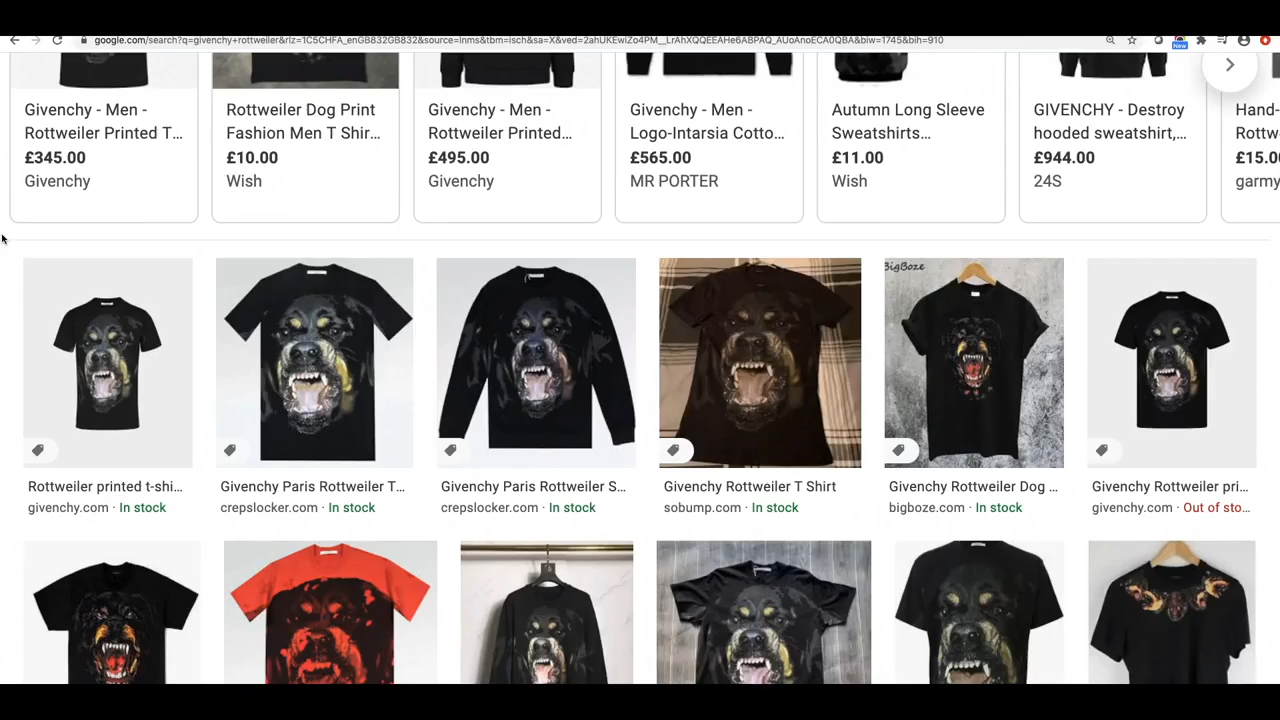 google.com/search?q=givenchy+rottweiler&rlz=1C5CHFA_enGB832GB832&source=lnms&tbm=isch&sa=X&ved=2ahUKEwiZo4PM__LrAhXQQEEAHe6ABPAQ_AUoAnoECA0QBA&biw=1745&bih=910
New
Givenchy - Men - Rottweiler Printed T...
£345.00
Givenchy
Rottweiler Dog Print Fashion Men T Shir...
£10.00
Wish
Givenchy - Men - Rottweiler Printed...
£495.00
Givenchy
Givenchy - Men - Logo-Intarsia Cotto...
£565.00
MR PORTER
Autumn Long Sleeve Sweatshirts...
£11.00
Wish
GIVENCHY - Destroy hooded sweatshirt,...
£944.00
24S
Hand-
Rottw
£15.0
garmy
BigBoze
Rottweiler printed t-shi...
givenchy.com · In stock
Givenchy Paris Rottweiler T...
crepslocker.com · In stock
Givenchy Paris Rottweiler S...
crepslocker.com · In stock
Givenchy Rottweiler T Shirt
sobump.com · In stock
Givenchy Rottweiler Dog ...
bigboze.com · In stock
Givenchy Rottweiler pri...
givenchy.com · Out of sto...